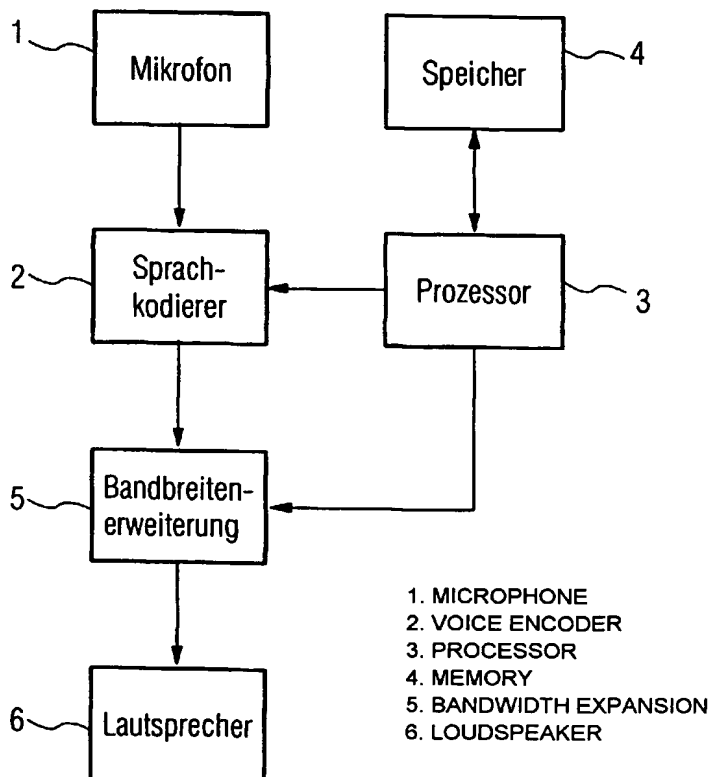 1
Mikrofon
Speicher
4
2
Sprach-
kodierer
Prozessor
3
5
Bandbreiten-
erweiterung
6
Lautsprecher
1. MICROPHONE
2. VOICE ENCODER
3. PROCESSOR
4. MEMORY
5. BANDWIDTH EXPANSION
6. LOUDSPEAKER